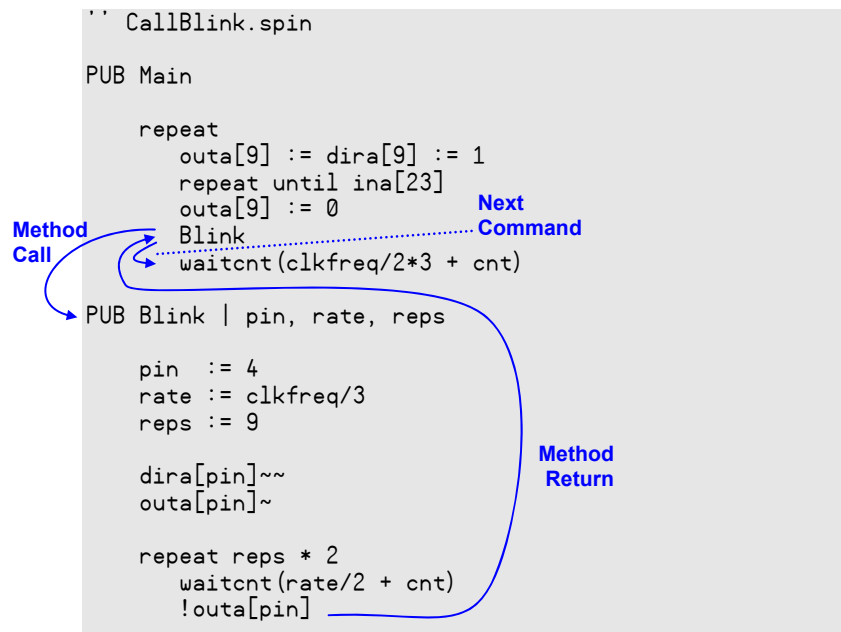 '' CallBlink.spin
PUB Main
repeat
outa[9] := dira[9] := 1
repeat until ina[23]
outa[9] := 0
Next
Command
Method
Call
Blink
waitcnt(clkfreq/2*3 + cnt)
PUB Blink | pin, rate, reps
pin := 4
rate := clkfreq/3
reps := 9
Method
Return
dira[pin]~~
outa[pin]~
repeat reps * 2
waitcnt(rate/2 + cnt)
!outa[pin]